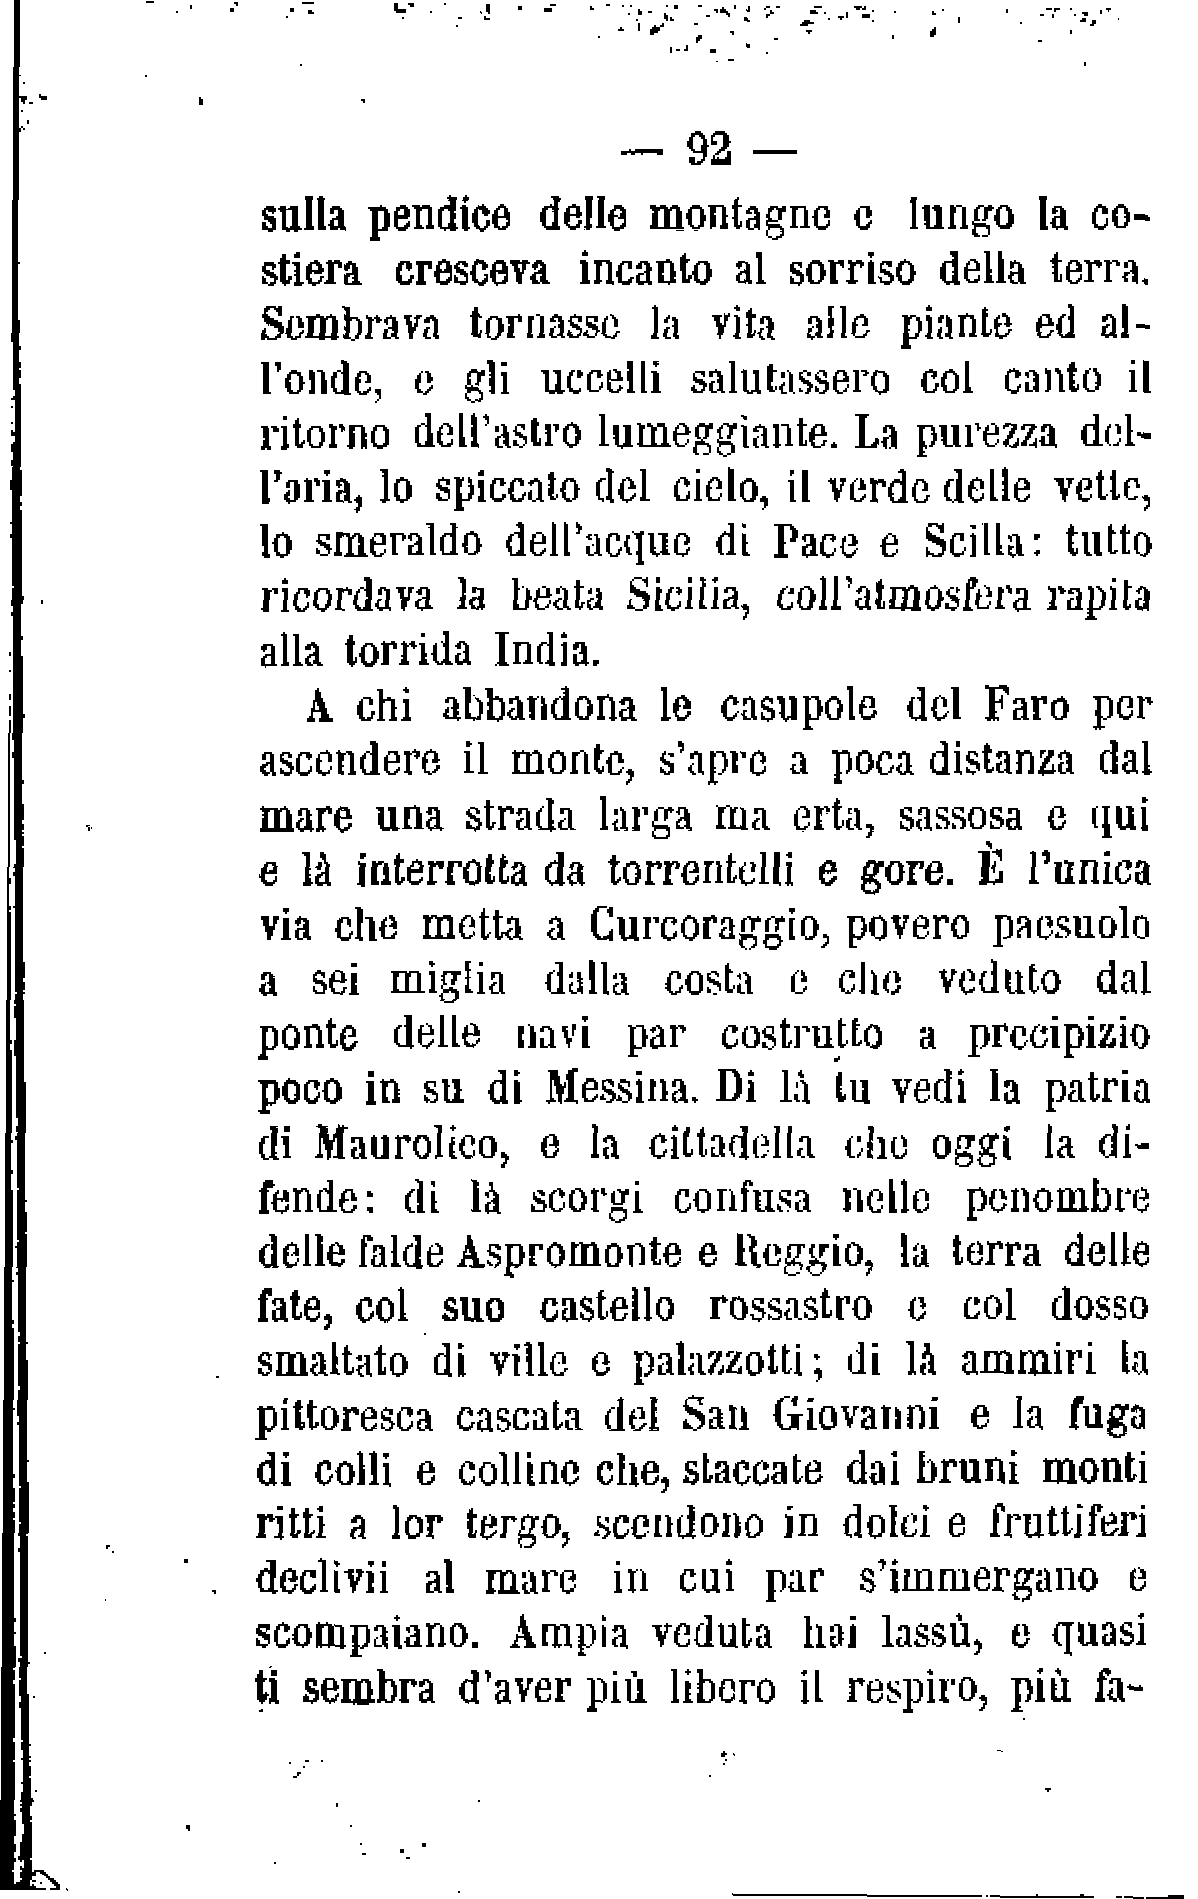 — 92 —
sulla pendice delle montagne e lungo la co-
stiera cresceva incanto al sorriso della terra.
Sembrava tornasse la vita alle piante ed al-
l'onde, e gli uccelli salutassero col canto il
ritorno dell'astro lumeggiante. La purezza del-
l'aria, lo spiccato del cielo, il verde delle vette,
lo smeraldo dell'acque di Pace e Scilla: tutto
ricordava la beata Sicilia, coll'atmosfera rapita
alla torrida India.
A chi abbandona le casupole del Faro per
ascendere il monte, s'apre a poca distanza dal
mare una strada larga ma erta, sassosa e qui
e là interrotta da torrentelli e gore. È l'unica
via che metta a Curcoraggio, povero paesuolo
a sei miglia dalla costa e che veduto dal
ponte delle navi par costrutto a precipizio
poco in su di Messina. Di là tu vedi la patria
di Maurolico, e la cittadella che oggi la di-
fende: di là scorgi confusa nelle penombre
delle falde Aspromonte e Reggio, la terra delle
fate, col suo castello rossastro e col dosso
smaltato di ville e palazzotti; di là ammiri la
pittoresca cascata del San Giovanni e la fuga
di colli e colline che, staccate dai bruni monti
ritti a lor tergo, scendono in dolci e fruttiferi
declivii al mare in cui par s'immergano e
scompaiano. Ampia veduta hai lassù, e quasi
ti sembra d'aver più libero il respiro, più fa-